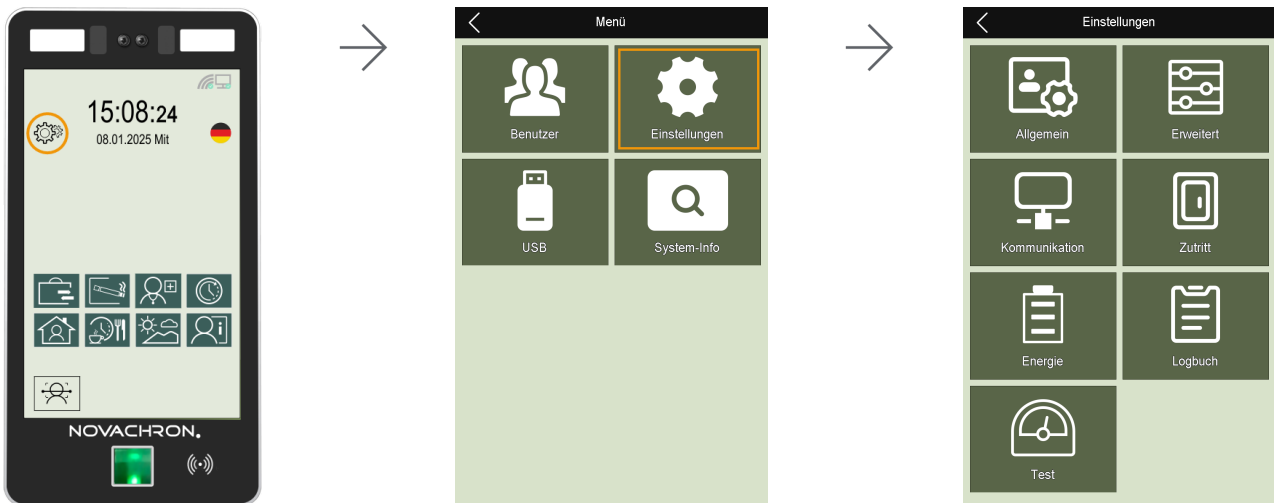 15:08:24
08.01.2025 Mit
NOVACHRON.
Menü
Benutzer
Einstellungen
USB
System-Info
Einstellungen
Allgemein
Erweitert
Kommunikation
Zutritt
Energie
Logbuch
Test